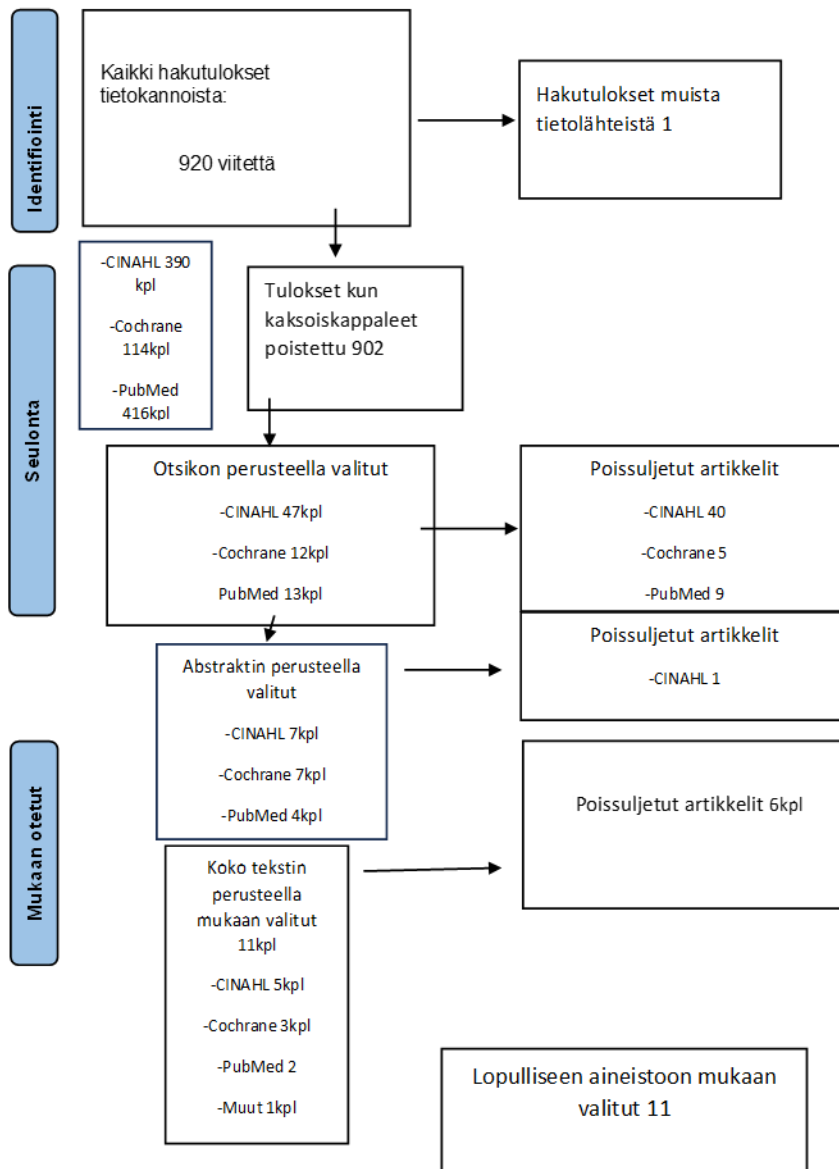 Identifiointi
Kaikki hakutulokset
tietokannoista:
920 viitettä
Hakutulokset muista
tietolähteistä 1
Seulonta
-CINAHL 390
kpl
-Cochrane
114kpl
-PubMed
416kpl
Tulokset kun
kaksoiskappaleet
poistettu 902
Otsikon perusteella valitut
-CINAHL 47kpl
-Cochrane 12kpl
PubMed 13kpl
Poissuljetut artikkelit
-CINAHL 40
-Cochrane 5
-PubMed 9
Abstraktin perusteella
valitut
-CINAHL 7kpl
-Cochrane 7kpl
-PubMed 4kpl
Poissuljetut artikkelit
-CINAHL 1
Mukaan otetut
Koko tekstin
perusteella
mukaan valitut
11kpl
-CINAHL 5kpl
-Cochrane 3kpl
-PubMed 2
-Muut 1kpl
Poissuljetut artikkelit 6kpl
Lopulliseen aineistoon mukaan
valitut 11